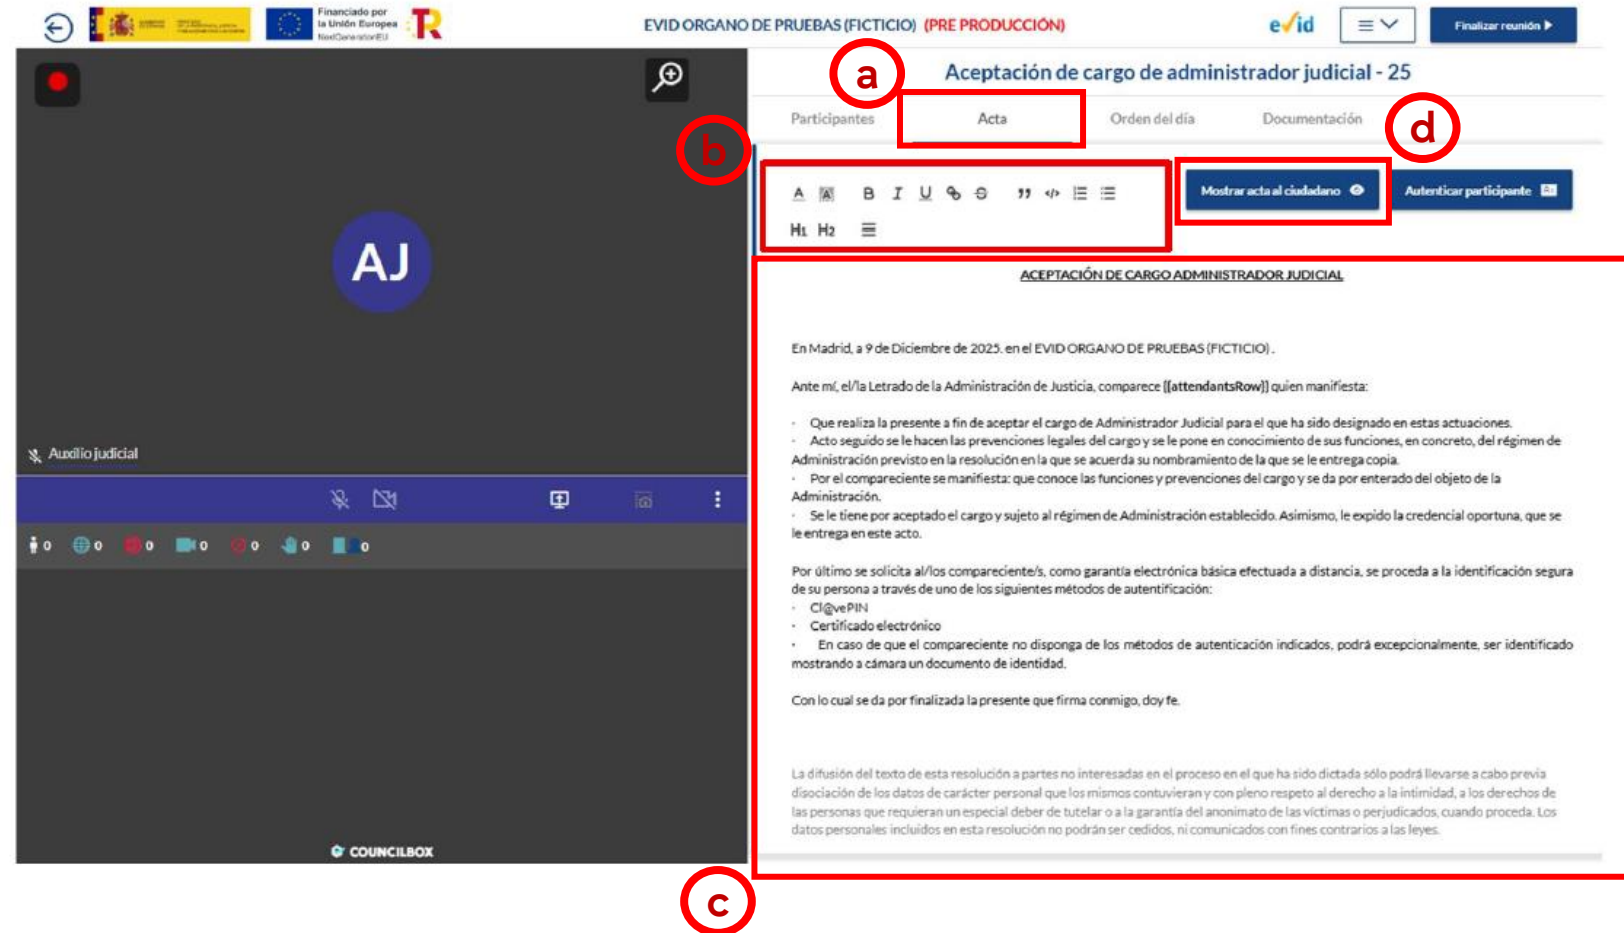 Financiado por
la Unión Europea
NextGenerationEU
EVID ORGANO DE PRUEBAS (FICTICIO) (PRE PRODUCCIÓN)
evid
Finalizar reunión
a
Aceptación de cargo de administrador judicial - 25
Participantes
Acta
Orden del día
Documentación
d
b
Mostrar acta al ciudadano
Autenticar participante
A A B I U S
H1 H2
AJ
Auxilio judicial
0 0 0 0 0 0 0
COUNCILBOX
ACEPTACIÓN DE CARGO ADMINISTRADOR JUDICIAL
En Madrid, a 9 de Diciembre de 2025. en el EVID ORGANO DE PRUEBAS (FICTICIO) .
Ante mí, el/la Letrado de la Administración de Justicia, comparece {{attendantsRow}} quien manifiesta:
· Que realiza la presente a fin de aceptar el cargo de Administrador Judicial para el que ha sido designado en estas actuaciones.
· Acto seguido se le hacen las prevenciones legales del cargo y se le pone en conocimiento de sus funciones, en concreto, del régimen de
Administración previsto en la resolución en la que se acuerda su nombramiento de la que se le entrega copia.
· Por el compareciente se manifiesta: que conoce las funciones y prevenciones del cargo y se da por enterado del objeto de la
Administración.
· Se le tiene por aceptado el cargo y sujeto al régimen de Administración establecido. Asimismo, le expido la credencial oportuna, que se
le entrega en este acto.
Por último se solicita al/los compareciente/s, como garantía electrónica básica efectuada a distancia, se proceda a la identificación segura
de su persona a través de uno de los siguientes métodos de autentificación:
· Cl@vePIN
· Certificado electrónico
· En caso de que el compareciente no disponga de los métodos de autenticación indicados, podrá excepcionalmente, ser identificado
mostrando a cámara un documento de identidad.
Con lo cual se da por finalizada la presente que firma conmigo, doy fe.
La difusión del texto de esta resolución a partes no interesadas en el proceso en el que ha sido dictada sólo podrá llevarse a cabo previa
disociación de los datos de carácter personal que los mismos contuvieran y con pleno respeto al derecho a la intimidad, a los derechos de
las personas que requieran un especial deber de tutelar o a la garantía del anonimato de las víctimas o perjudicados, cuando proceda. Los
datos personales incluidos en esta resolución no podrán ser cedidos, ni comunicados con fines contrarios a las leyes.
c